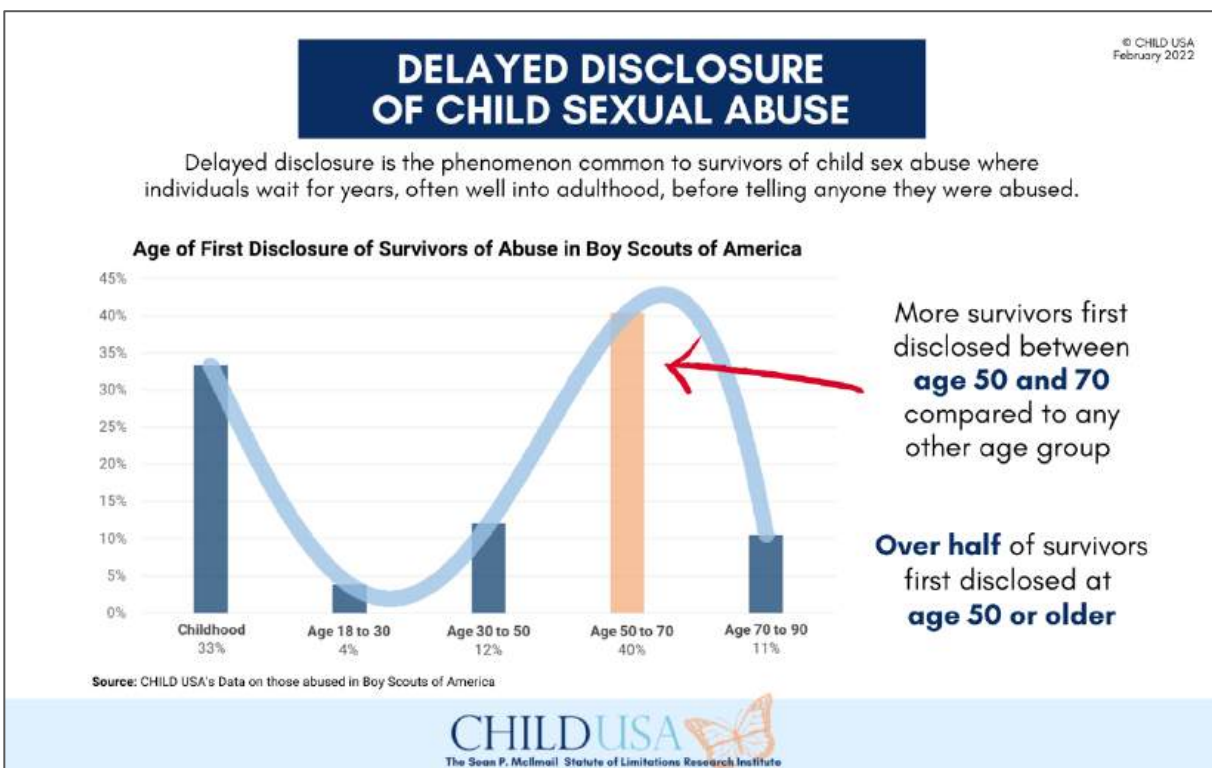 © CHILD USA
February 2022
DELAYED DISCLOSURE
OF CHILD SEXUAL ABUSE
Delayed disclosure is the phenomenon common to survivors of child sex abuse where
individuals wait for years, often well into adulthood, before telling anyone they were abused.
Age of First Disclosure of Survivors of Abuse in Boy Scouts of America
45%
40%
35%
30%
25%
20%
15%
10%
5%
0%
Childhood
33%
Age 18 to 30
4%
Age 30 to 50
12%
Age 50 to 70
40%
Age 70 to 90
11%
More survivors first
disclosed between
age 50 and 70
compared to any
other age group
Over half of survivors
first disclosed at
age 50 or older
Source: CHILD USA's Data on those abused in Boy Scouts of America
CHILDUSA
The Sean P. McIlmail Statute of Limitations Research Institute